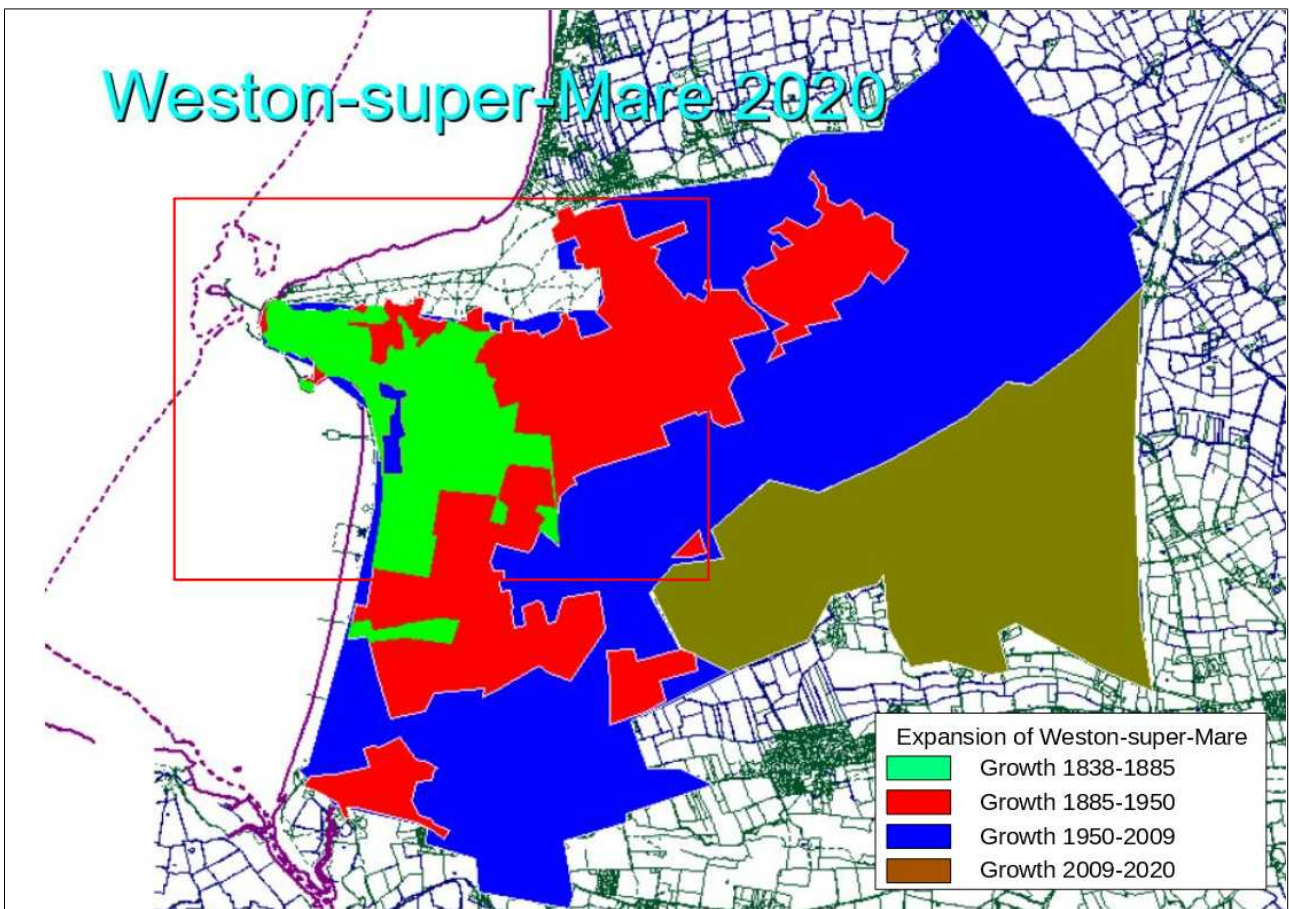 Weston-super-Mare 2020
Expansion of Weston-super-Mare
Growth 1838-1885
Growth 1885-1950
Growth 1950-2009
Growth 2009-2020